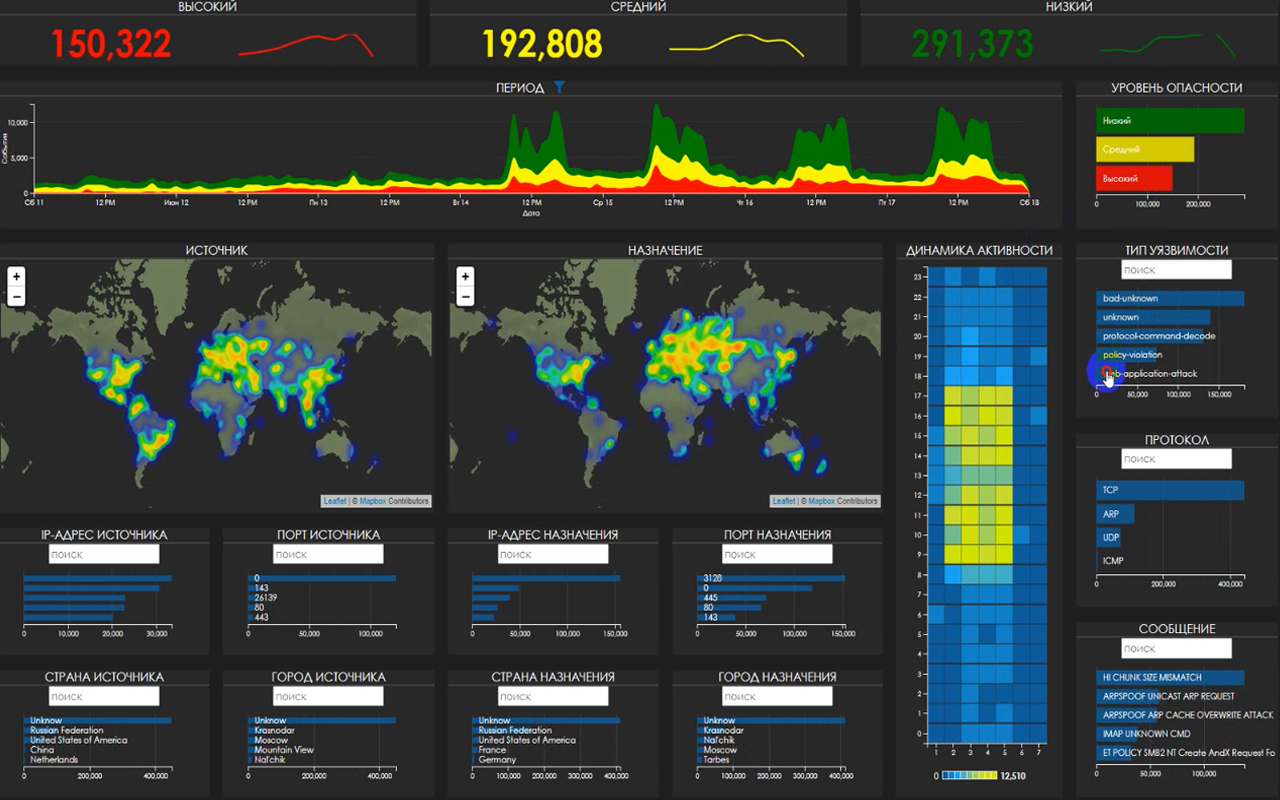 ВЫСОКИЙ
СРЕДНИЙ
НИЗКИЙ
150,322
192,808
291,373
ПЕРИОД
События
10,000
5,000
0
Сб 11
12 PM
Июн 12
12 PM
Пн 13
12 PM
Вт 14
12 PM
Ср 15
12 PM
Чт 16
12 PM
Пт 17
12 PM
Сб 18
Дата
УРОВЕНЬ ОПАСНОСТИ
Низкий
Средний
Высокий
0
100,000
200,000
ИСТОЧНИК
+
−
Leaflet | © Mapbox Contributors
НАЗНАЧЕНИЕ
+
−
Leaflet | © Mapbox Contributors
ДИНАМИКА АКТИВНОСТИ
23
22
21
20
19
18
17
16
15
14
13
12
11
10
9
8
7
6
5
4
3
2
1
0
1 2 3 4 5 6 7
0
12,510
ТИП УЯЗВИМОСТИ
поиск
bad-unknown
unknown
protocol-command-decode
policy-violation
-application-attack
0
50,000
100,000
150,000
ПРОТОКОЛ
поиск
TCP
ARP
UDP
ICMP
0
200,000
400,000
СООБЩЕНИЕ
поиск
HI CHUNK SIZE MISMATCH
ARPSPOOF UNICAST ARP REQUEST
ARPSPOOF ARP CACHE OVERWRITE ATTACK
IMAP UNKNOWN CMD
ET POLICY SMB2 NT Create AndX Request Fo
0
50,000
100,000
IP-АДРЕС ИСТОЧНИКА
поиск
0
10,000
20,000
30,000
ПОРТ ИСТОЧНИКА
поиск
0
143
26139
80
443
0
50,000
100,000
IP-АДРЕС НАЗНАЧЕНИЯ
поиск
0
50,000
100,000
150,000
ПОРТ НАЗНАЧЕНИЯ
поиск
3128
0
445
80
143
0
50,000
100,000
150,000
СТРАНА ИСТОЧНИКА
поиск
Unknow
Russian Federation
United States of America
China
Netherlands
0
200,000
400,000
ГОРОД ИСТОЧНИКА
поиск
Unknow
Krasnodar
Moscow
Mountain View
Nal'chik
0
200,000
400,000
СТРАНА НАЗНАЧЕНИЯ
поиск
Unknow
Russian Federation
United States of America
France
Germany
0
100,000
200,000
300,000
400,000
ГОРОД НАЗНАЧЕНИЯ
поиск
Unknow
Krasnodar
Nal'chik
Moscow
Tarbes
0
100,000
200,000
300,000
400,000